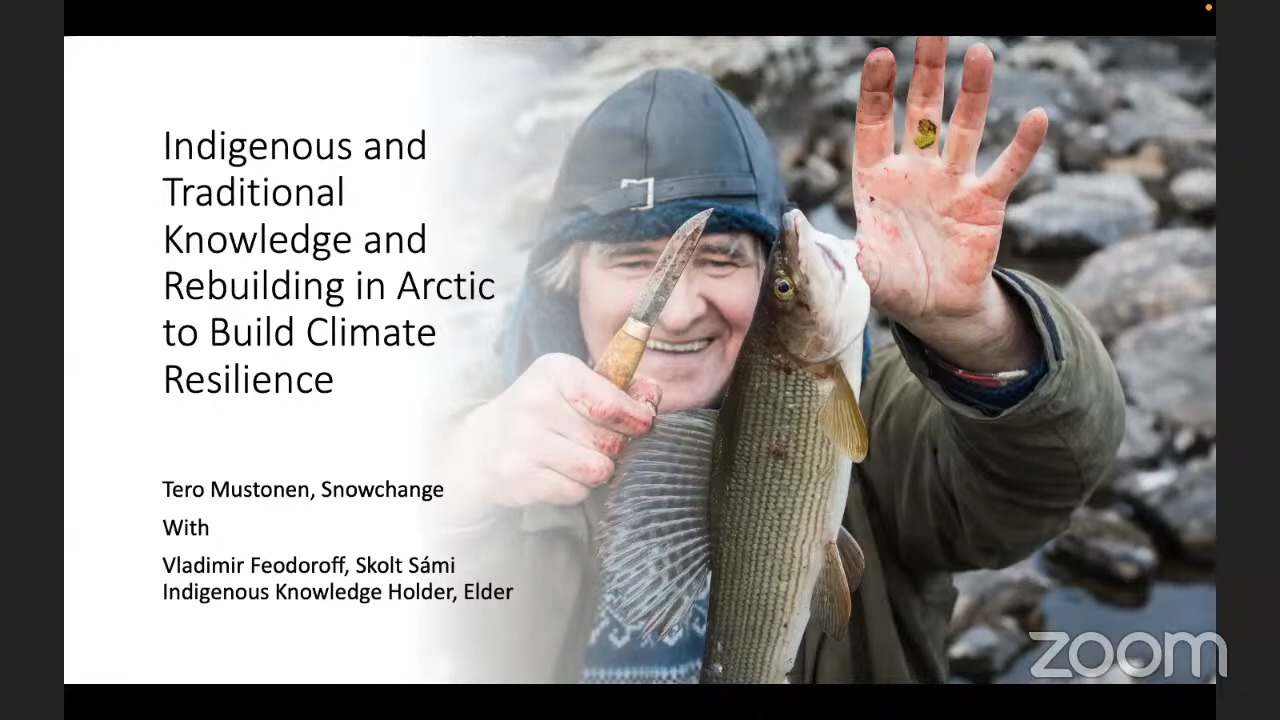 Indigenous and
Traditional
Knowledge and
Rebuilding in Arctic
to Build Climate
Resilience
Tero Mustonen, Snowchange
With
Vladimir Feodoroff, Skolt Sámi
Indigenous Knowledge Holder, Elder
zoom